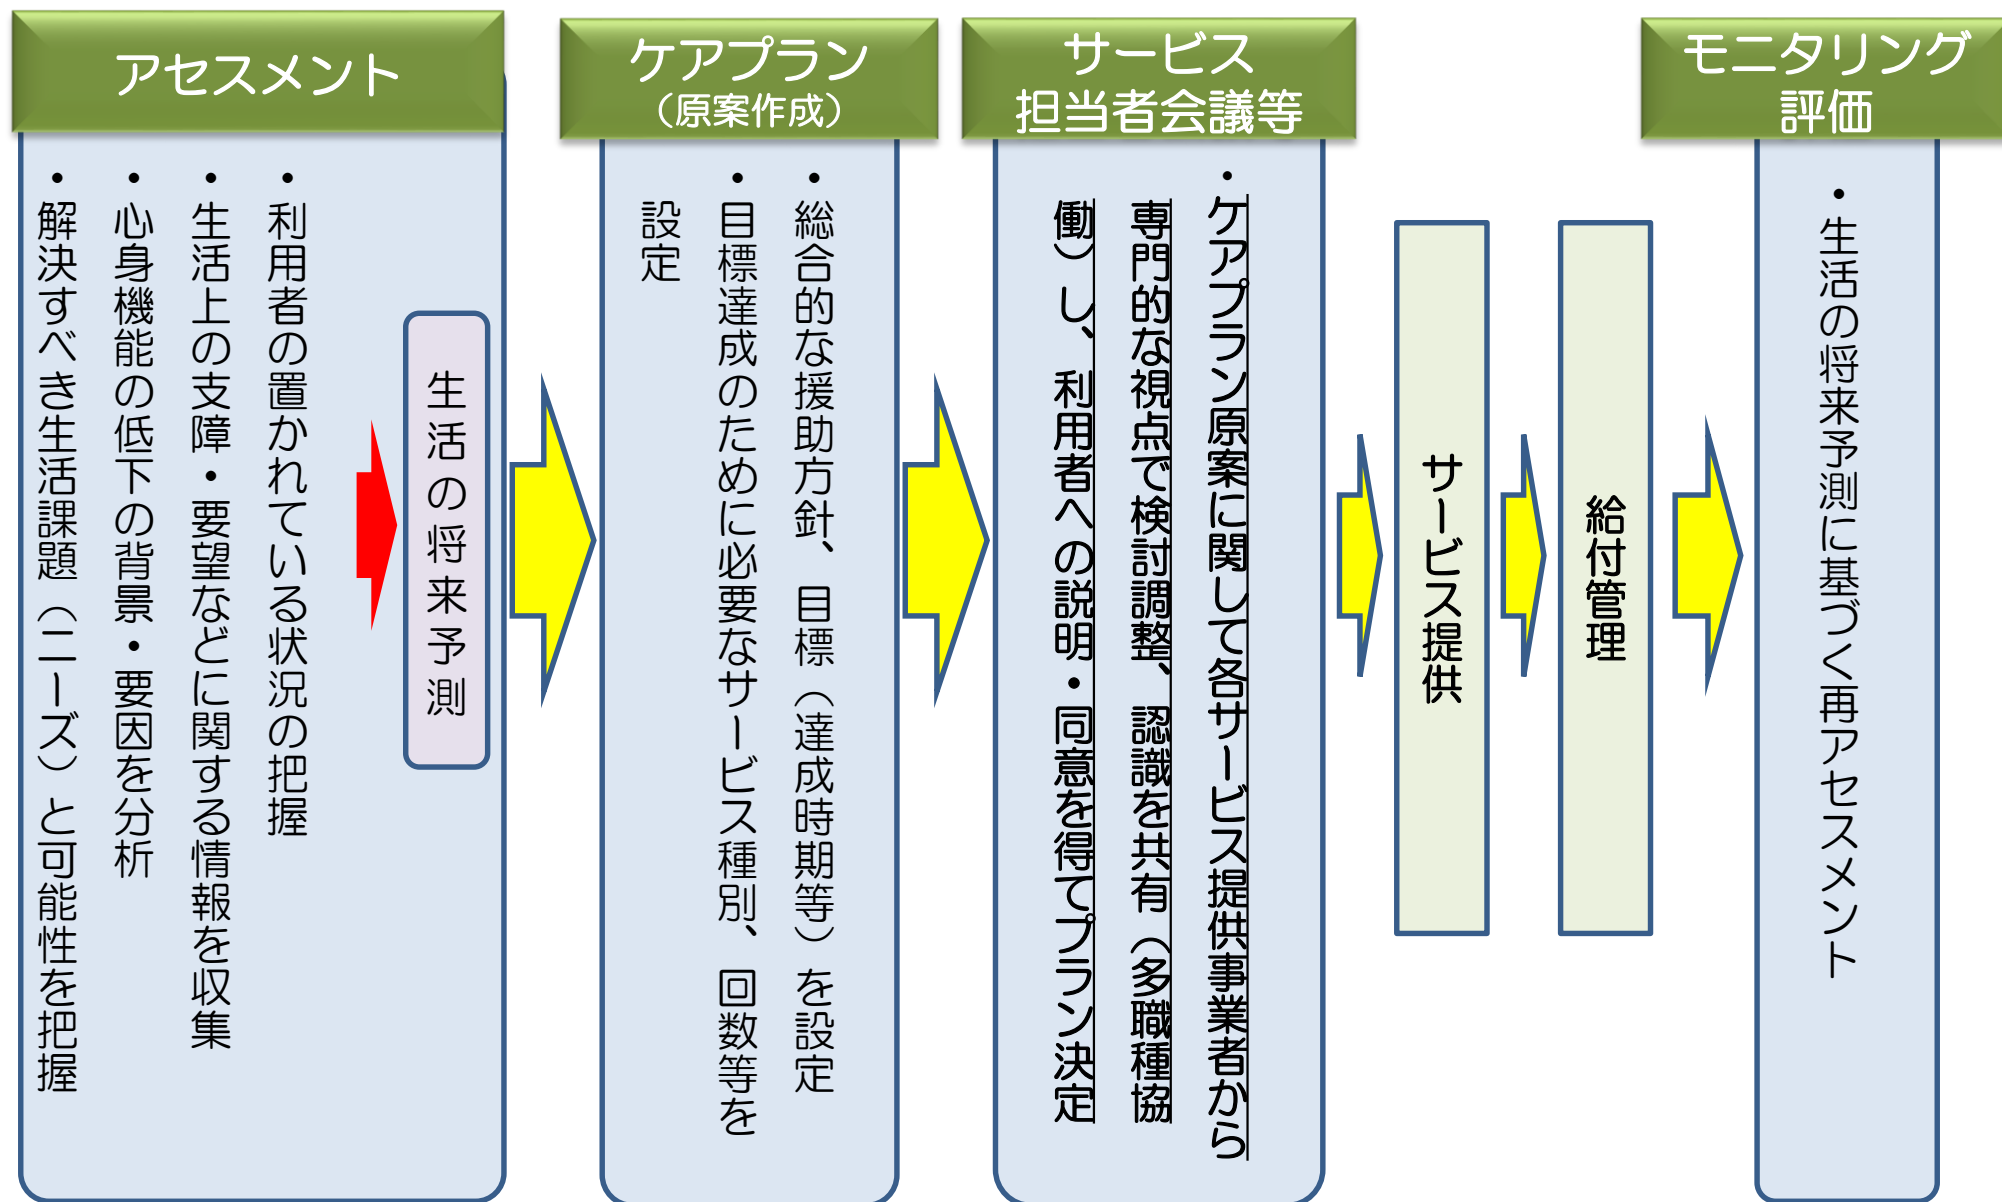 アセスメント
・利用者の置かれている状況の把握
・生活上の支障・要望などに関する情報を収集
・心身機能の低下の背景・要因を分析
・解決すべき生活課題（ニーズ）と可能性を把握
生活の将来予測
ケアプラン
（原案作成）
・総合的な援助方針、目標（達成時期等）を設定
・目標達成のために必要なサービス種別、回数等を
設定
サービス
担当者会議等
・ケアプラン原案に関して各サービス提供事業者から
専門的な視点で検討調整、認識を共有（多職種協
働）し、利用者への説明・同意を得てプラン決定
サービス提供
給付管理
モニタリング
評価
・生活の将来予測に基づく再アセスメント